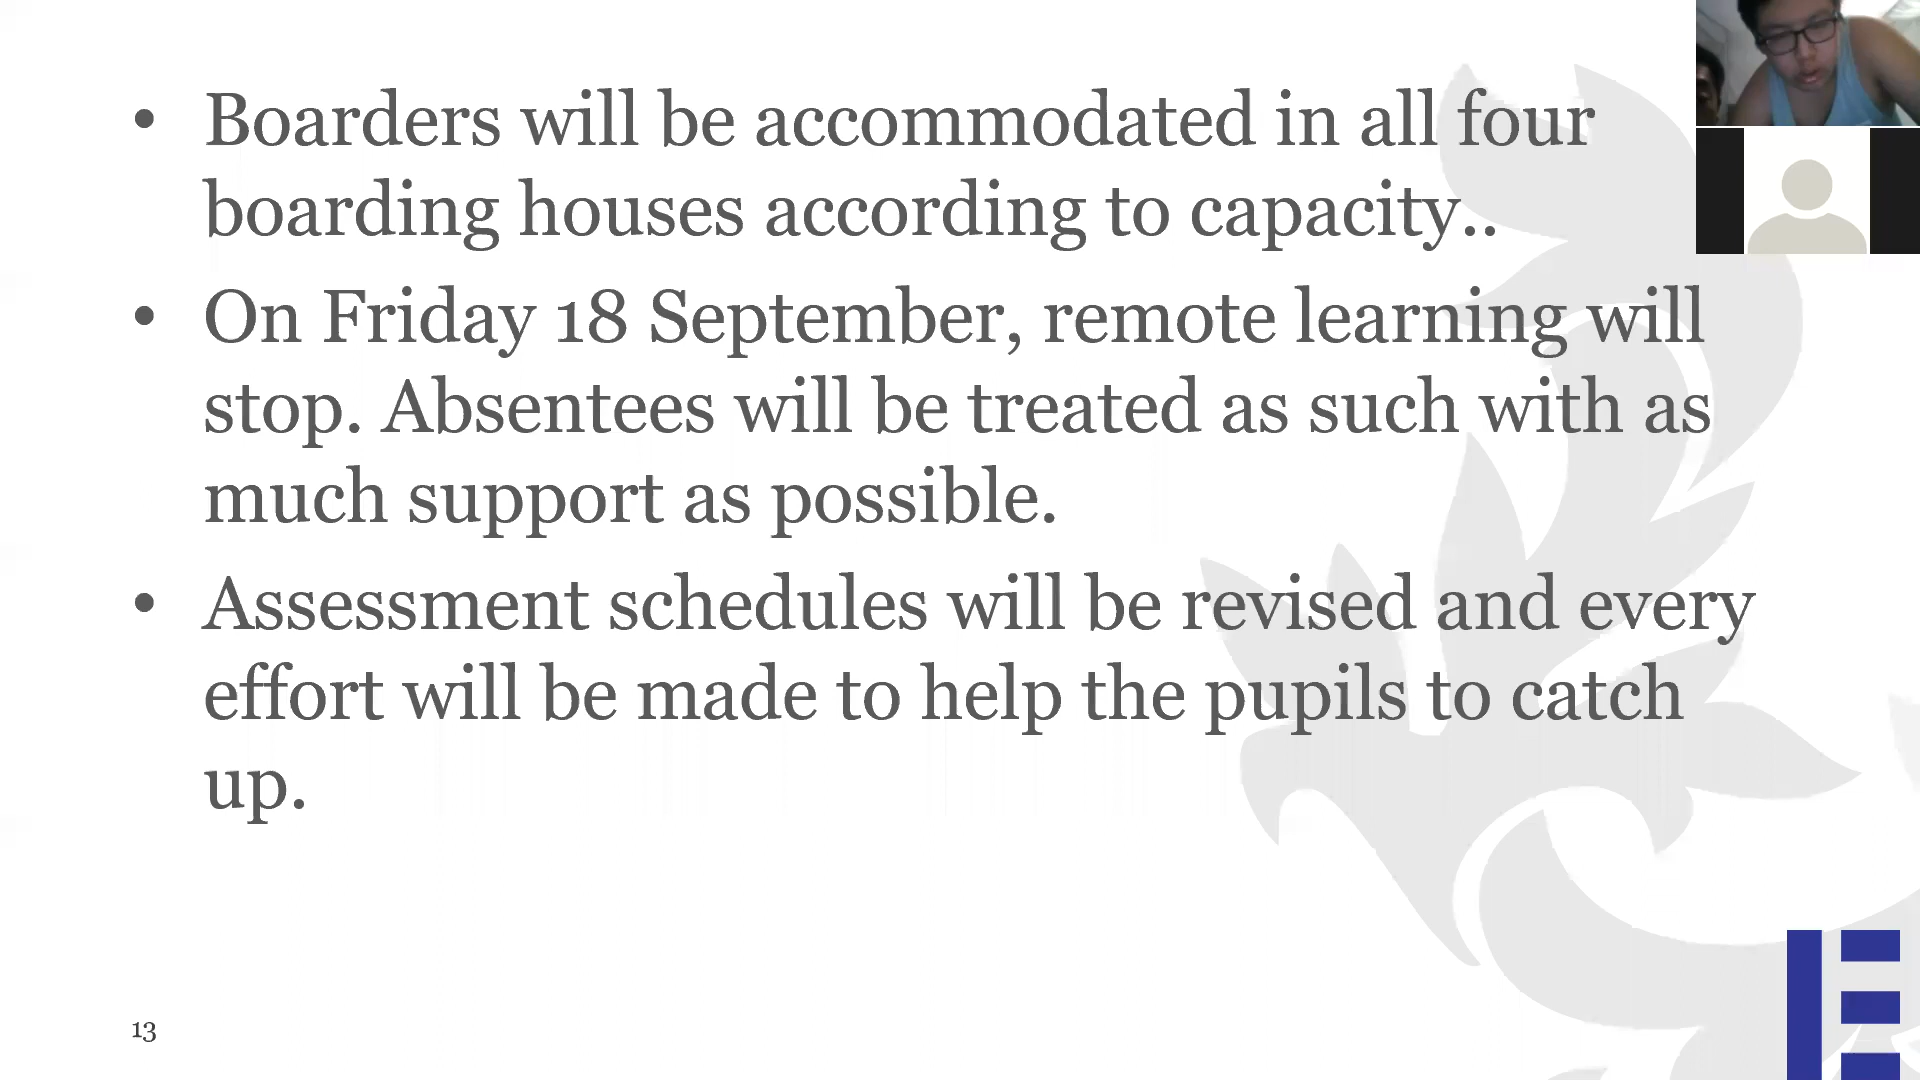 • Boarders will be accommodated in all four
boarding houses according to capacity..
• On Friday 18 September, remote learning will
stop. Absentees will be treated as such with as
much support as possible.
• Assessment schedules will be revised and every
effort will be made to help the pupils to catch
up.
13